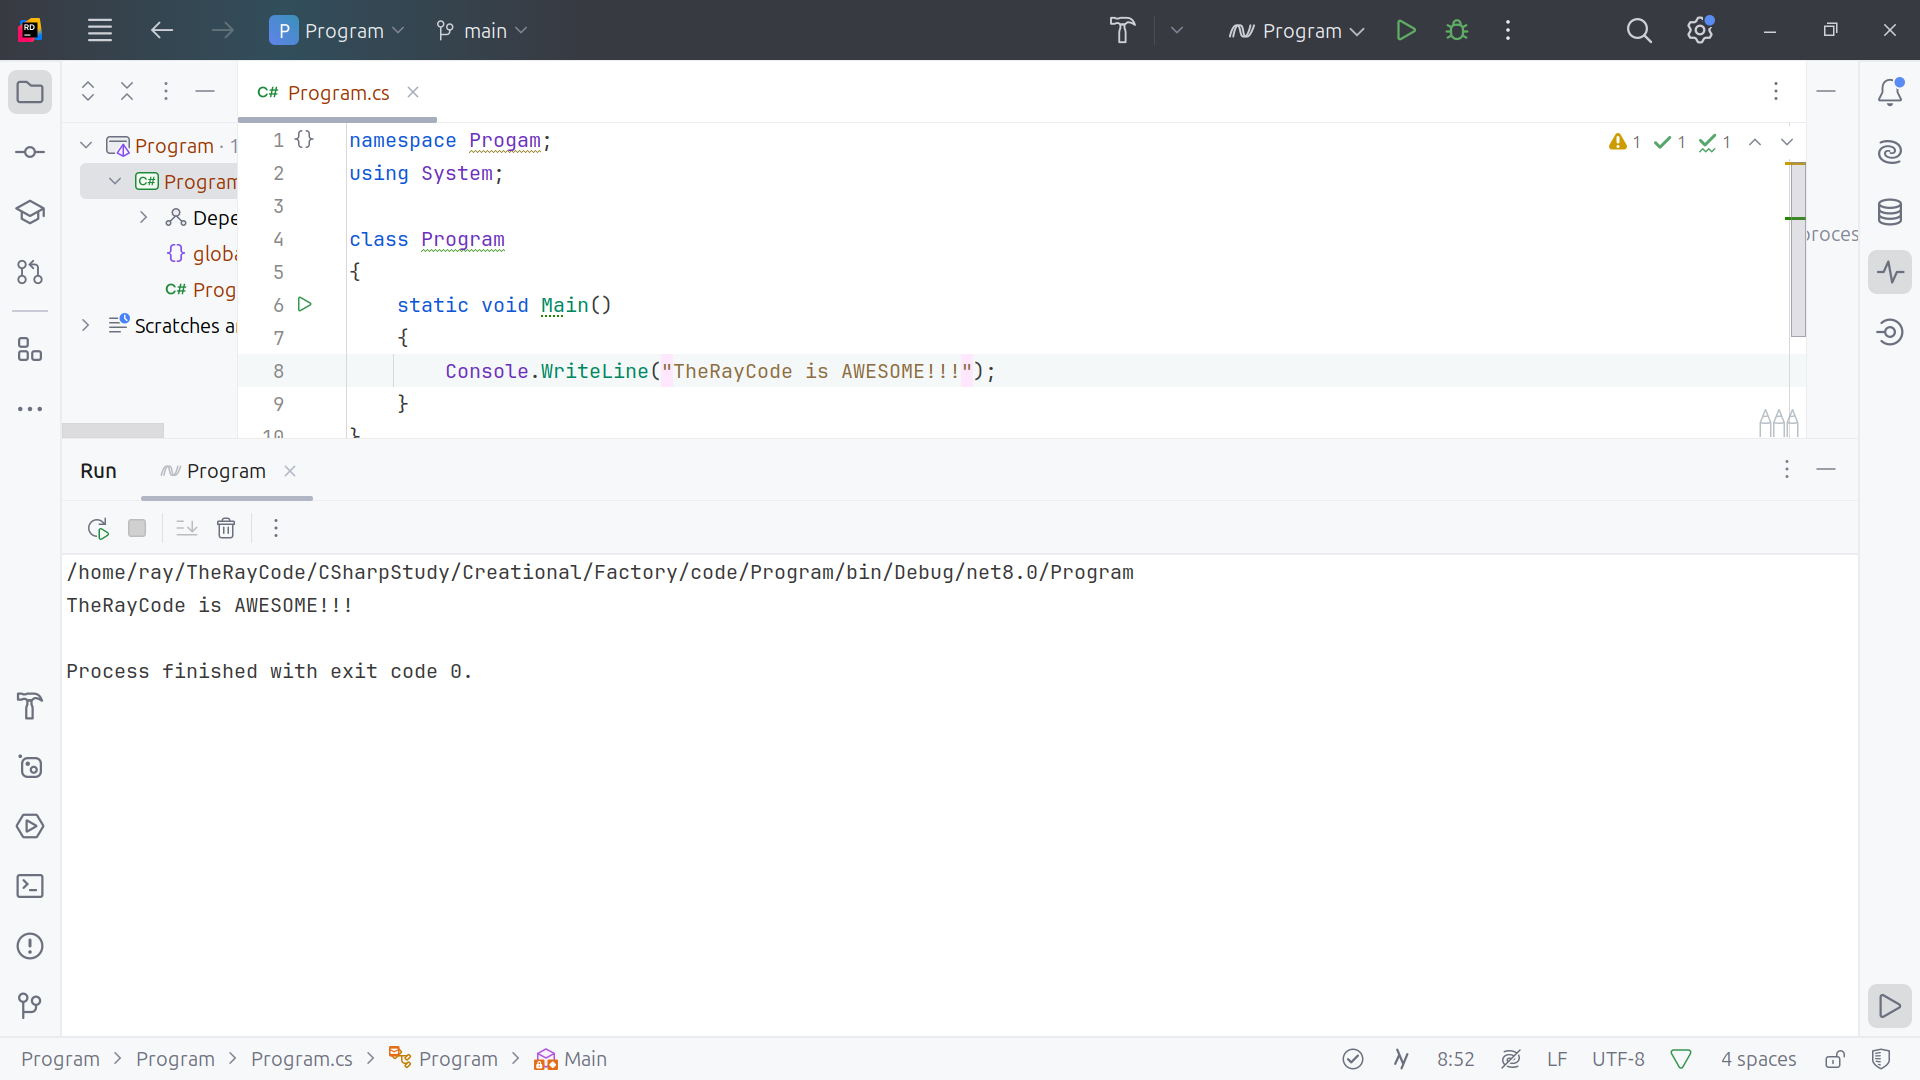 P Program main Program
C# Program.cs
Program · 1
C# Program
Depe
{} globa
C# Prog
Scratches a
1 {} namespace Progam;
2 using System;
3
4 class Program
5 {
6 static void Main()
7 {
8 Console.WriteLine("TheRayCode is AWESOME!!!");
9 }
10 }
1 1 1
proces
Run Program
/home/ray/TheRayCode/CSharpStudy/Creational/Factory/code/Program/bin/Debug/net8.0/Program
TheRayCode is AWESOME!!!
Process finished with exit code 0.
Program > Program > Program.cs > Program > Main 8:52 LF UTF-8 4 spaces